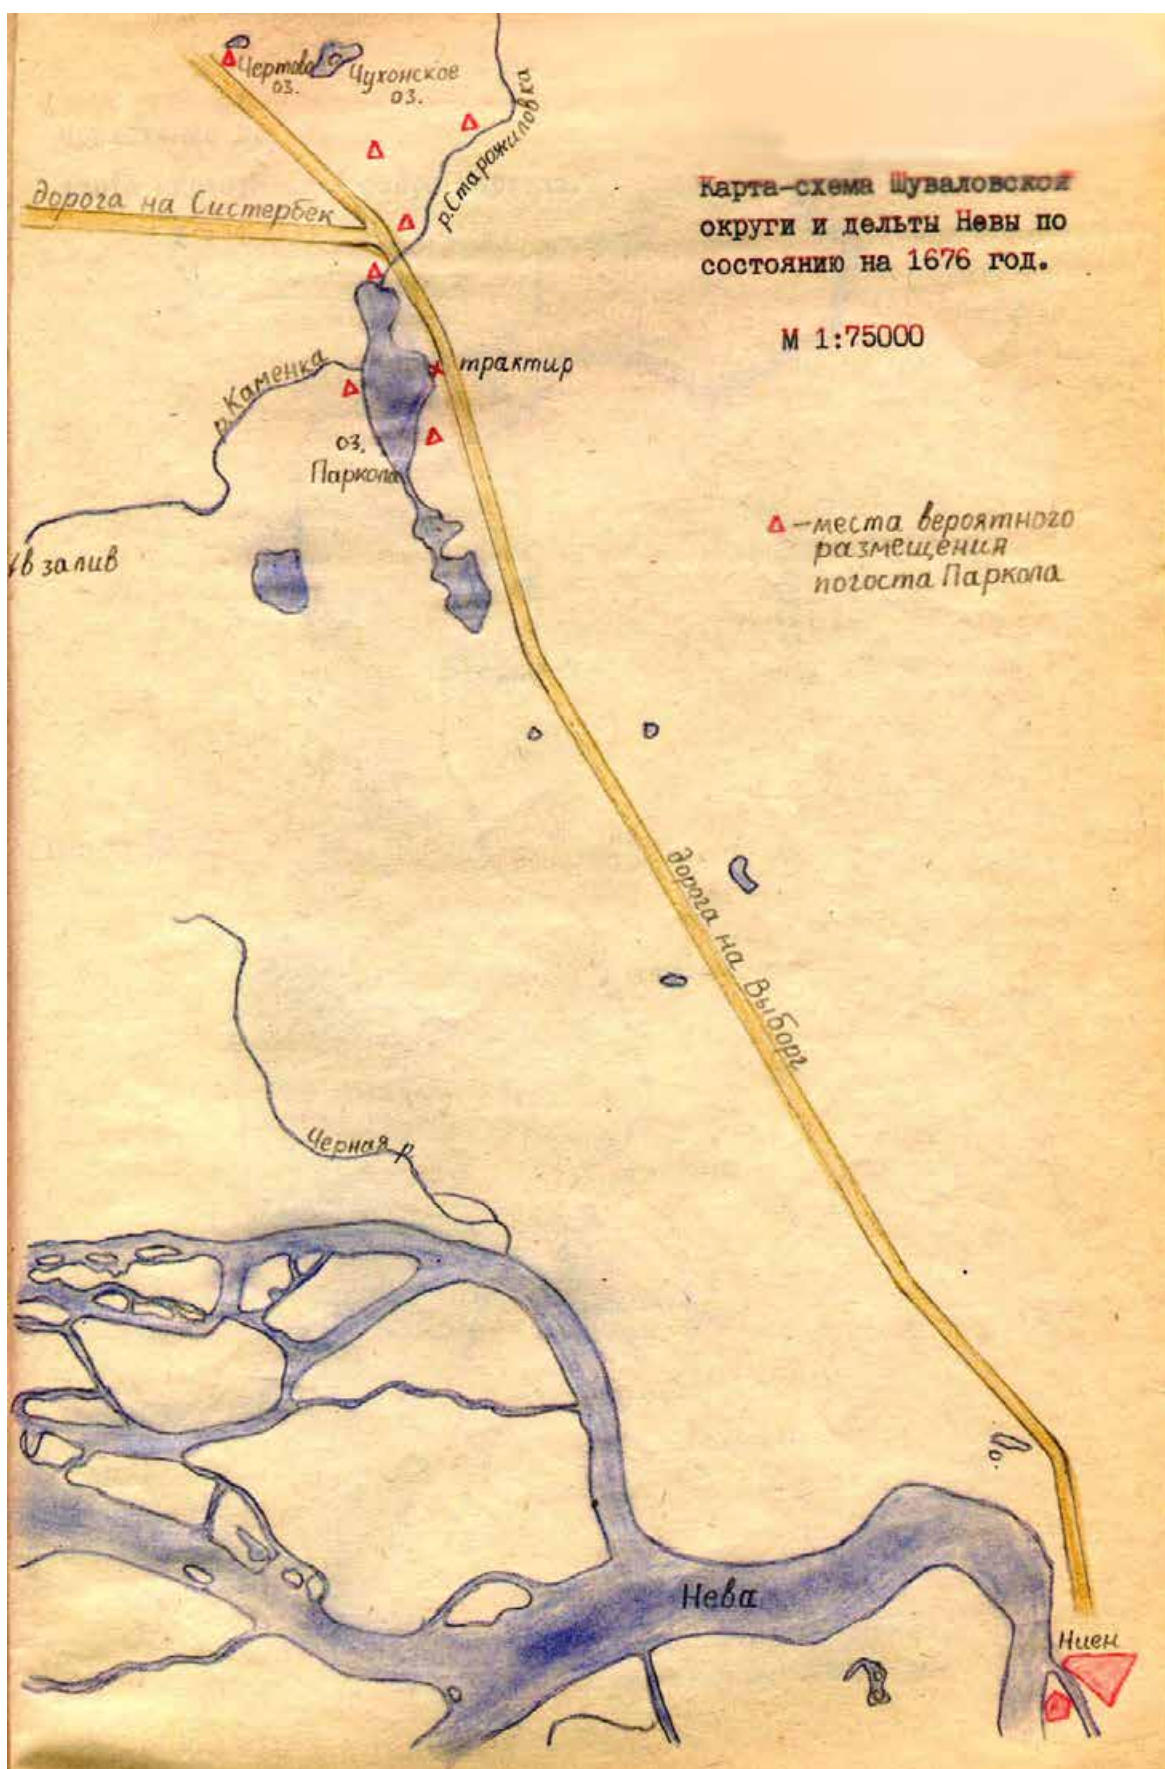 Чертово
оз.
Чухонское
оз.
р.Старожиловка
дорога на Систербек
Карта-схема Шуваловской
округи и дельты Невы по
состоянию на 1676 год.
М 1:75000
трактир
р.Каменка
оз.
Паркола
в залив
Δ -места вероятного
размещения
погоста Паркола
дорога на Выборг
Черная р
Нева
Ниен